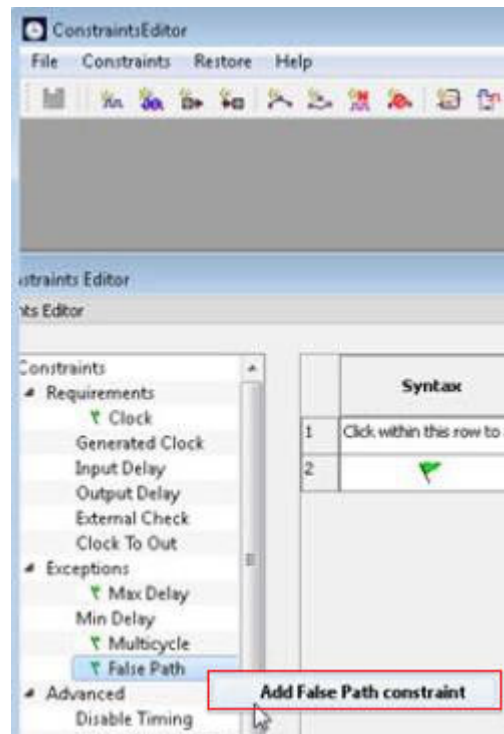 ConstraintsEditor
File Constraints Restore Help
nstraints Editor
nts Editor
Constraints
Requirements
Clock
Generated Clock
Input Delay
Output Delay
External Check
Clock To Out
Exceptions
Max Delay
Min Delay
Multicycle
False Path
Advanced
Disable Timing
Syntax
1 Click within this row to
2
Add False Path constraint